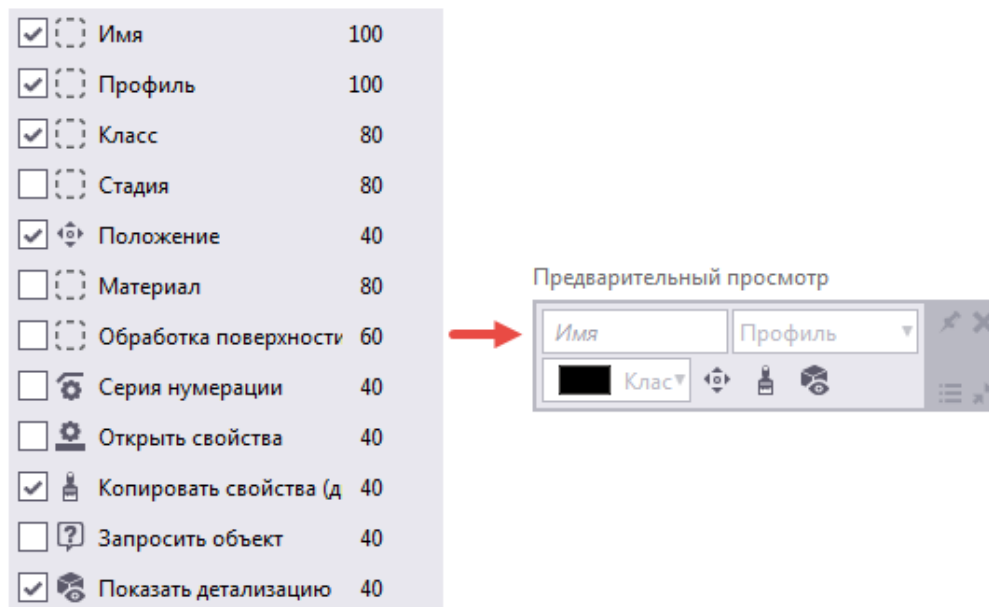 Имя 100
Профиль 100
Класс 80
Стадия 80
Положение 40
Материал 80
Обработка поверхности 60
Серия нумерации 40
Открыть свойства 40
Копировать свойства (д 40
Запросить объект 40
Показать детализацию 40
Предварительный просмотр
Имя Профиль
Клас